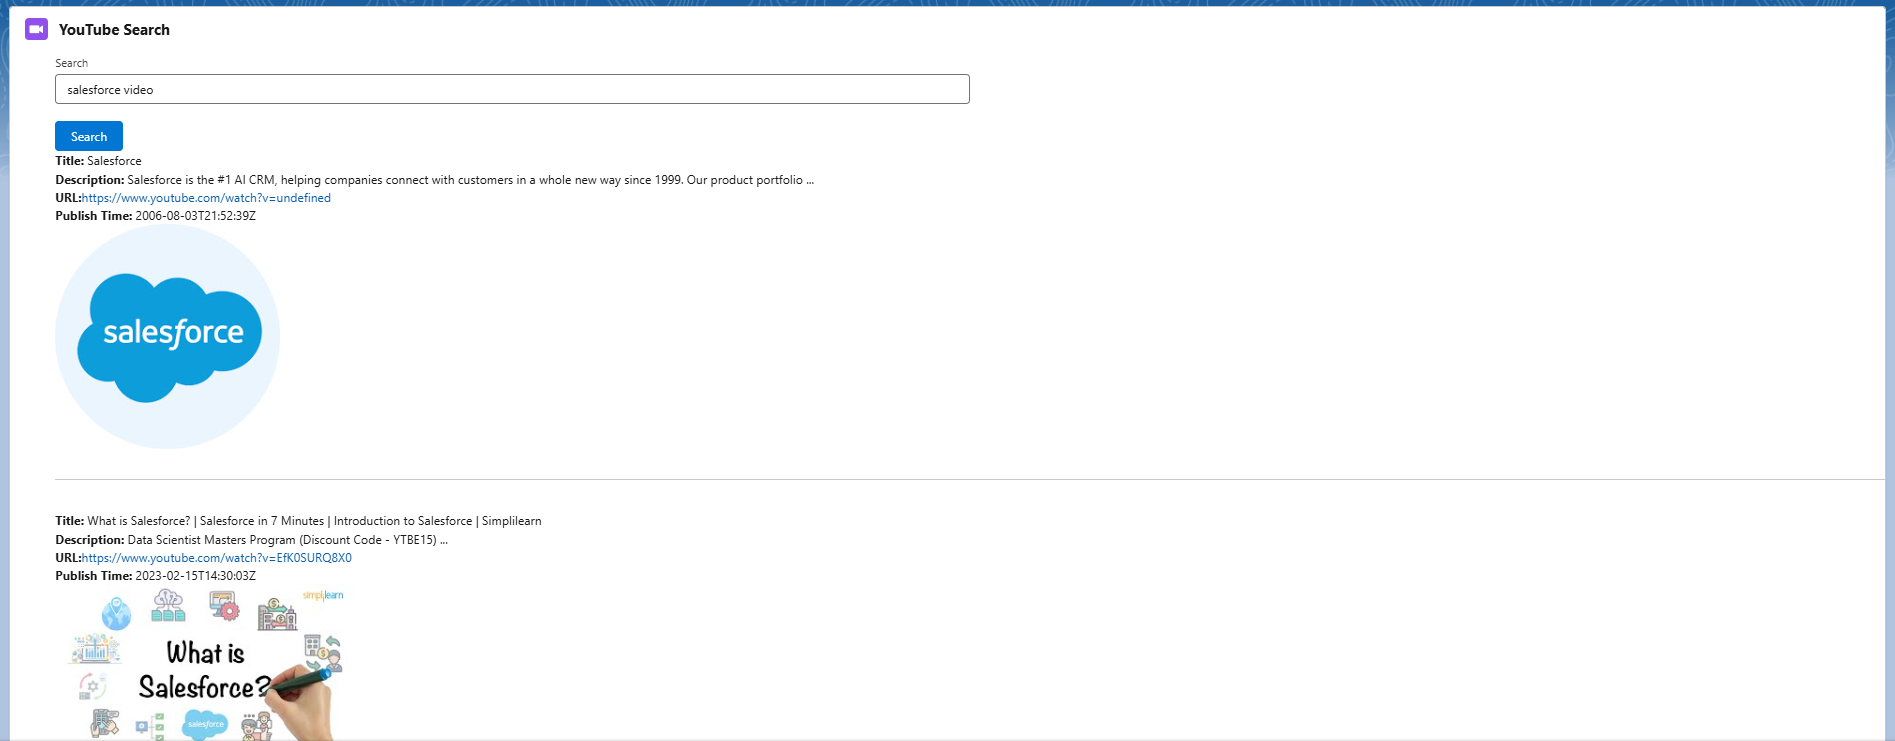 YouTube Search
Search
salesforce video
Search
Title: Salesforce
Description: Salesforce is the #1 AI CRM, helping companies connect with customers in a whole new way since 1999. Our product portfolio ...
URL:https://www.youtube.com/watch?v=undefined
Publish Time: 2006-08-03T21:52:39Z
salesforce
Title: What is Salesforce? | Salesforce in 7 Minutes | Introduction to Salesforce | Simplilearn
Description: Data Scientist Masters Program (Discount Code - YTBE15) ...
URL:https://www.youtube.com/watch?v=EfK0SURQ8X0
Publish Time: 2023-02-15T14:30:03Z
simplilearn
What is
Salesforce?
salesforce